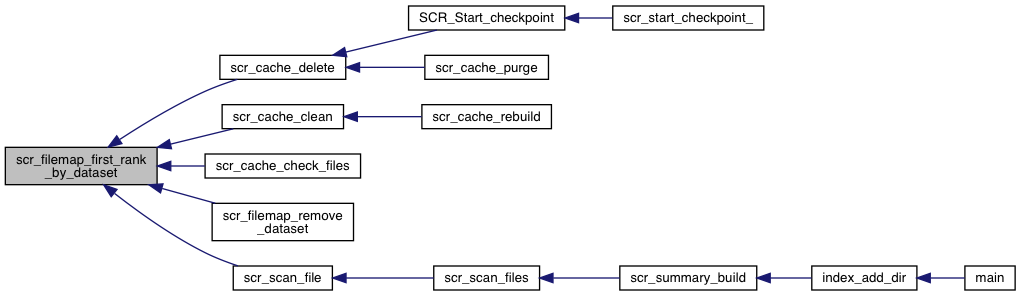 SCR_Start_checkpoint
scr_start_checkpoint_
scr_cache_delete
scr_cache_purge
scr_cache_clean
scr_cache_rebuild
scr_filemap_first_rank
_by_dataset
scr_cache_check_files
scr_filemap_remove
_dataset
scr_scan_file
scr_scan_files
scr_summary_build
index_add_dir
main